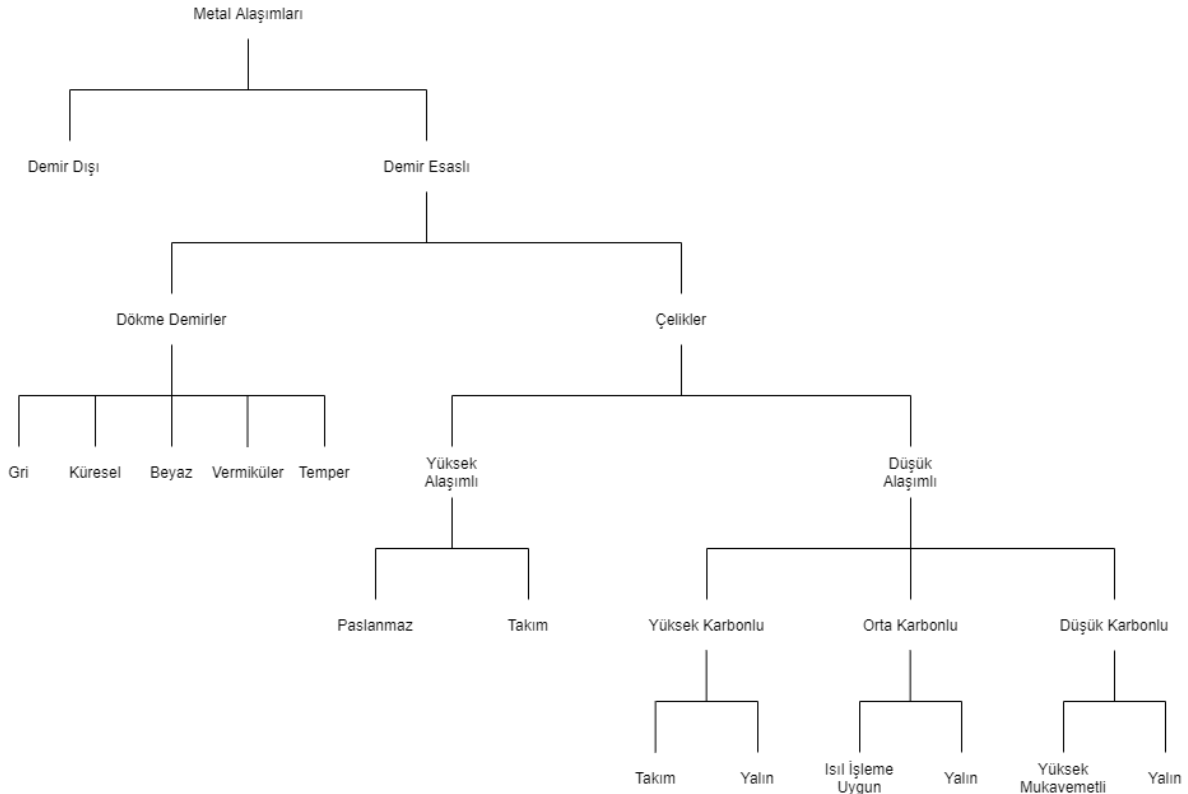 Metal Alaşımları
Demir Dışı
Demir Esaslı
Dökme Demirler
Çelikler
Gri
Küresel
Beyaz
Vermiküler
Temper
Yüksek
Alaşımlı
Düşük
Alaşımlı
Paslanmaz
Takım
Yüksek Karbonlu
Orta Karbonlu
Düşük Karbonlu
Takım
Yalın
Isıl İşleme
Uygun
Yalın
Yüksek
Mukavemetli
Yalın